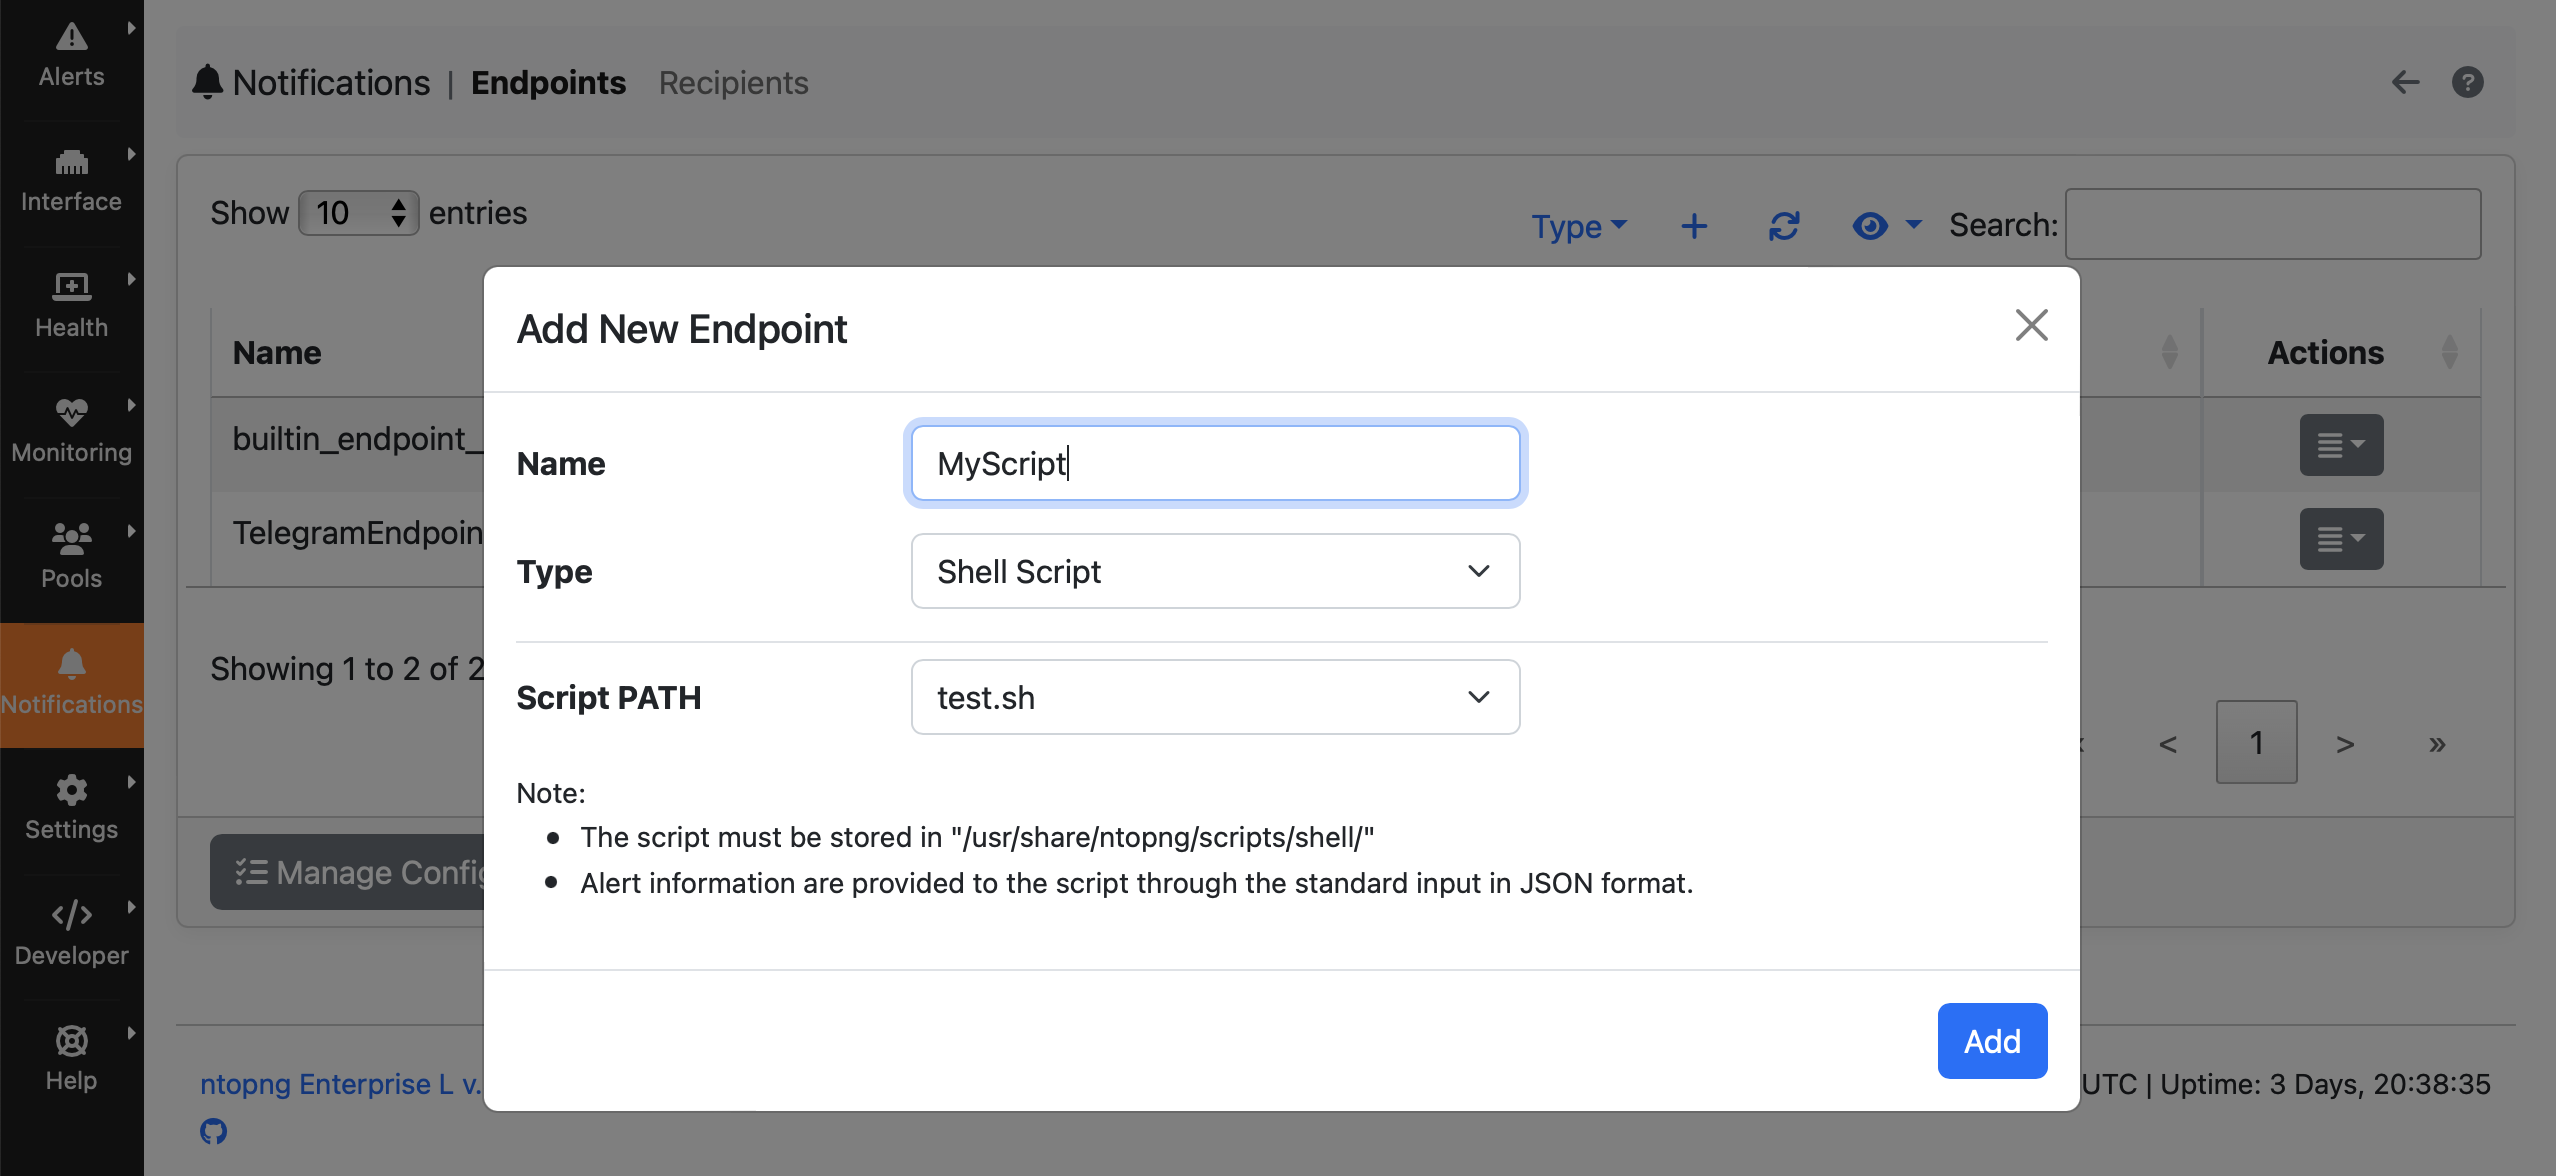 Alerts
Interface
Health
Monitoring
Pools
Notifications
Settings
Developer
Help
Notifications | Endpoints Recipients
Show 10 entries
Type
Search:
Name
Actions
builtin_endpoint_
TelegramEndpoin
Showing 1 to 2 of 2
< 1 > »
Manage Config
Add New Endpoint
Name MyScript
Type Shell Script
Script PATH test.sh
Note:
• The script must be stored in "/usr/share/ntopng/scripts/shell/"
• Alert information are provided to the script through the standard input in JSON format.
Add
ntopng Enterprise L v.
UTC | Uptime: 3 Days, 20:38:35